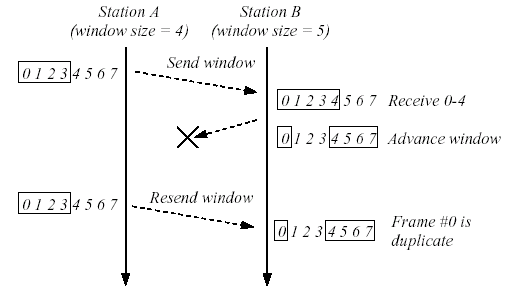 Station A Station B
(window size = 4) (window size = 5)
Send window
0 1 2 3 4 5 6 7
0 1 2 3 4 5 6 7 Receive 0-4
0 1 2 3 4 5 6 7 Advance window
Resend window
0 1 2 3 4 5 6 7
0 1 2 3 4 5 6 7 Frame #0 is
duplicate